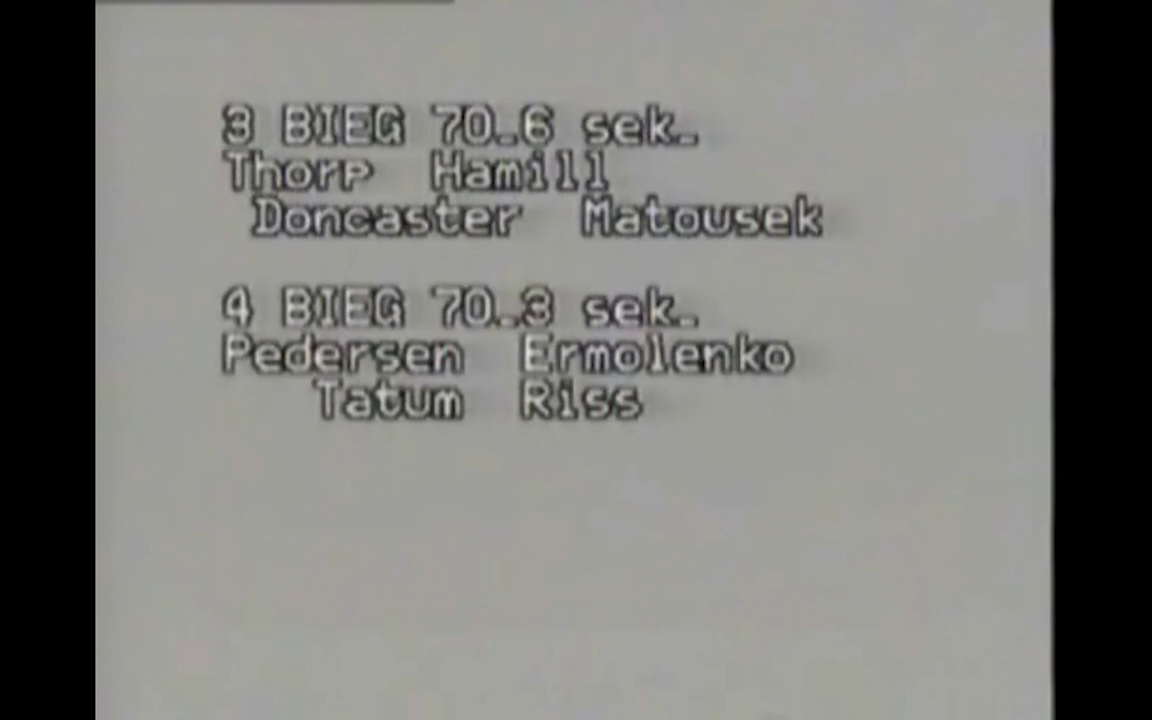 3 BIEG 70.6 sek.
Thorp Hamill
Doncaster Matousek
4 BIEG 70.3 sek.
Pedersen Ermolenko
Tatum Riss